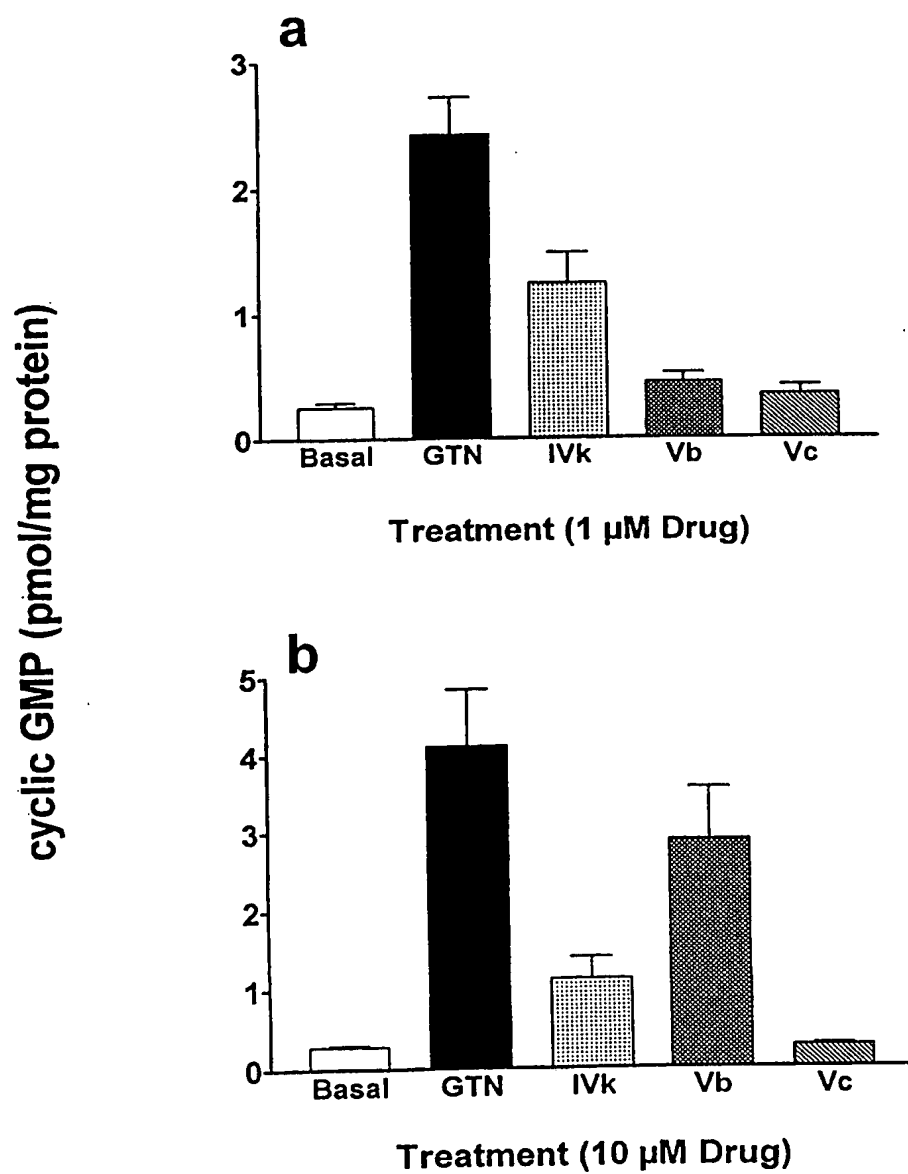 a
3
2
1
0
Basal GTN IVk Vb Vc
Treatment (1 µM Drug)
cyclic GMP (pmol/mg protein)
b
5
4
3
2
1
0
Basal GTN IVk Vb Vc
Treatment (10 µM Drug)